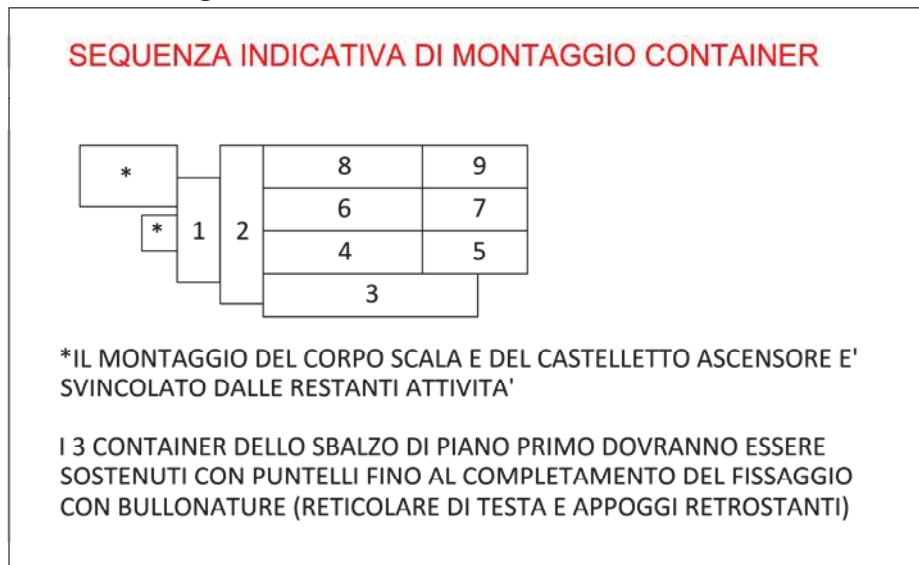 SEQUENZA INDICATIVA DI MONTAGGIO CONTAINER
* 8 9
6 7
* 1 2
4 5
3
*IL MONTAGGIO DEL CORPO SCALA E DEL CASTELLETTO ASCENSORE E'
SVINCOLATO DALLE RESTANTI ATTIVITA'
I 3 CONTAINER DELLO SBALZO DI PIANO PRIMO DOVRANNO ESSERE
SOSTENUTI CON PUNTELLI FINO AL COMPLETAMENTO DEL FISSAGGIO
CON BULLONATURE (RETICOLARE DI TESTA E APPOGGI RETROSTANTI)